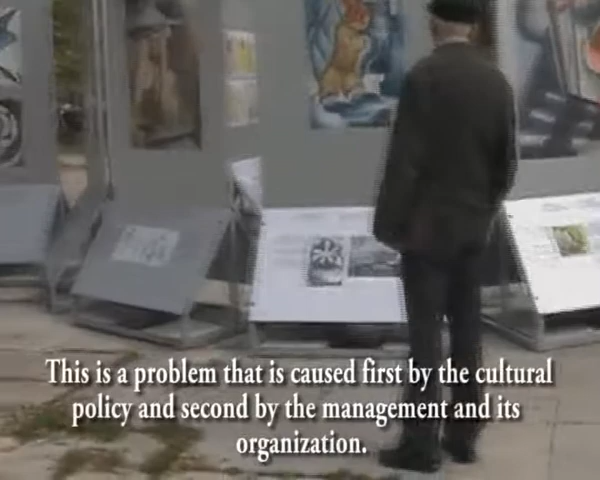 This is a problem that is caused first by the cultural
policy and second by the management and its
organization.